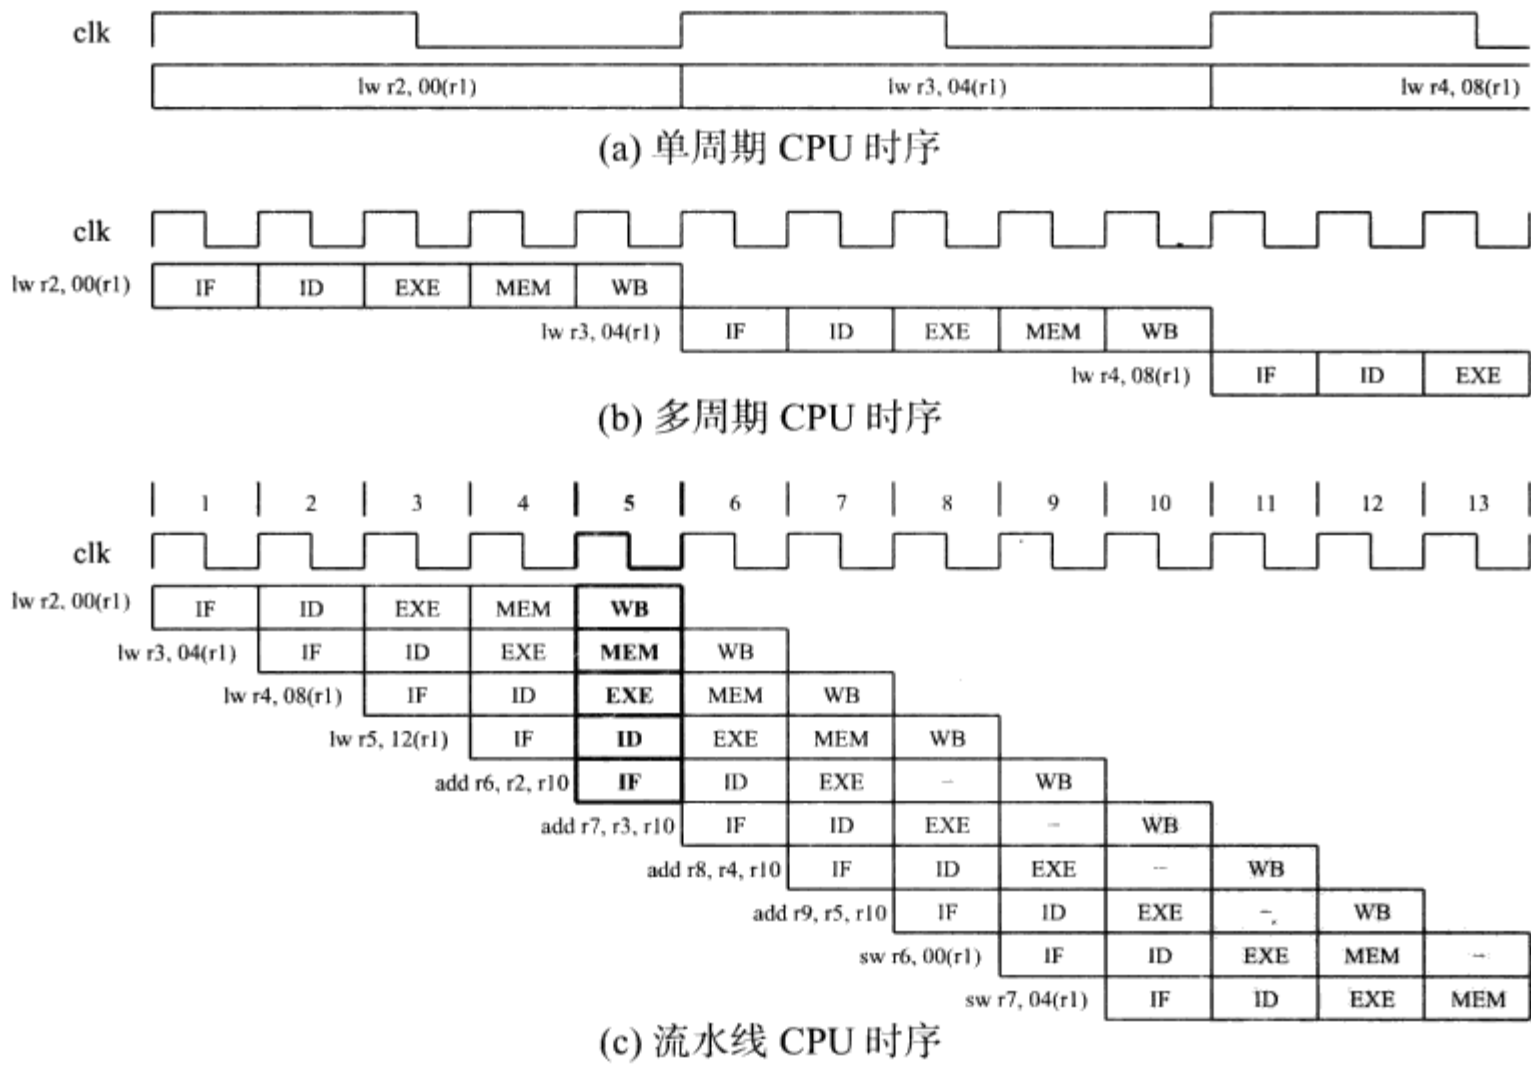 clk
lw r2, 00(r1) lw r3, 04(r1) lw r4, 08(r1)
(a) 单周期 CPU 时序
clk
lw r2, 00(r1) IF ID EXE MEM WB
lw r3, 04(r1) IF ID EXE MEM WB
lw r4, 08(r1) IF ID EXE
(b) 多周期 CPU 时序
1 2 3 4 5 6 7 8 9 10 11 12 13
clk
lw r2, 00(r1) IF ID EXE MEM WB
lw r3, 04(r1) IF ID EXE MEM WB
lw r4, 08(r1) IF ID EXE MEM WB
lw r5, 12(r1) IF ID EXE MEM WB
add r6, r2, r10 IF ID EXE – WB
add r7, r3, r10 IF ID EXE – WB
add r8, r4, r10 IF ID EXE – WB
add r9, r5, r10 IF ID EXE – WB
sw r6, 00(r1) IF ID EXE MEM –
sw r7, 04(r1) IF ID EXE MEM
(c) 流水线 CPU 时序